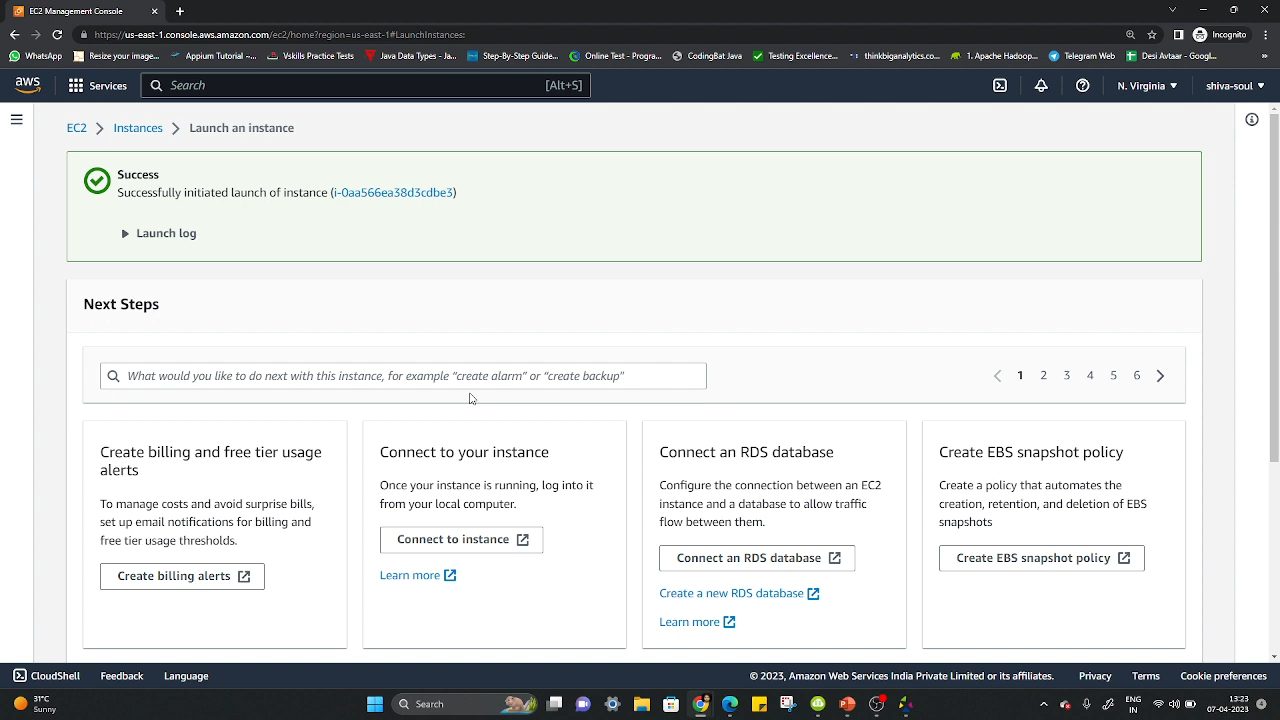 EC2 Management Console
https://us-east-1.console.aws.amazon.com/ec2/home?region=us-east-1#LaunchInstances:
Incognito
WhatsApp
Resize your image...
Appium Tutorial -...
Vskills Practice Tests
Java Data Types - Ja...
Step-By-Step Guide...
Online Test - Progra...
CodingBat Java
Testing Excellence...
thinkbiganalytics.co...
1. Apache Hadoop...
Telegram Web
Desi Avtaar - Googl...
aws
Services
Search
[Alt+S]
N. Virginia
shiva-soul
EC2
Instances
Launch an instance
Success
Successfully initiated launch of instance (i-0aa566ea38d3cdbe3)
Launch log
Next Steps
What would you like to do next with this instance, for example “create alarm” or “create backup”
1 2 3 4 5 6
Create billing and free tier usage
alerts
To manage costs and avoid surprise bills,
set up email notifications for billing and
free tier usage thresholds.
Create billing alerts
Connect to your instance
Once your instance is running, log into it
from your local computer.
Connect to instance
Learn more
Connect an RDS database
Configure the connection between an EC2
instance and a database to allow traffic
flow between them.
Connect an RDS database
Create a new RDS database
Learn more
Create EBS snapshot policy
Create a policy that automates the
creation, retention, and deletion of EBS
snapshots
Create EBS snapshot policy
CloudShell
Feedback
Language
© 2023, Amazon Web Services India Private Limited or its affiliates.
Privacy
Terms
Cookie preferences
31°C
Sunny
Search
ENG
IN
13:23
07-04-2023